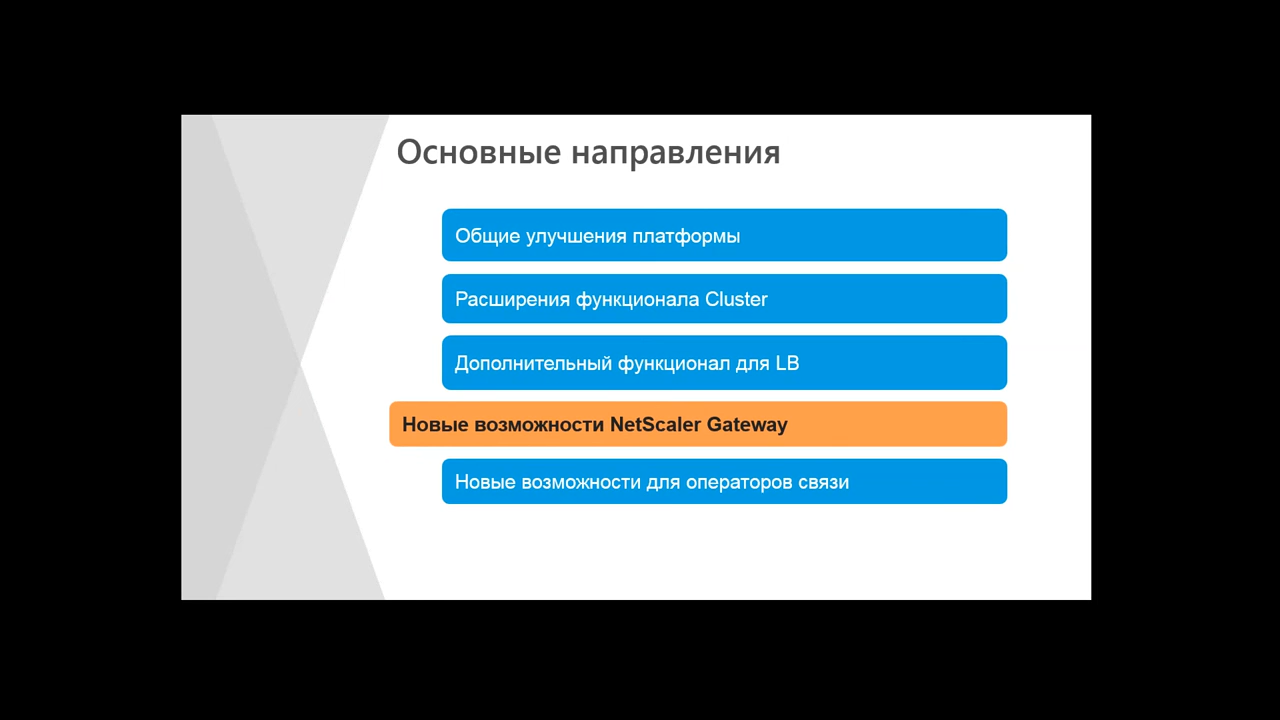 Основные направления
Общие улучшения платформы
Расширения функционала Cluster
Дополнительный функционал для LB
Новые возможности NetScaler Gateway
Новые возможности для операторов связи